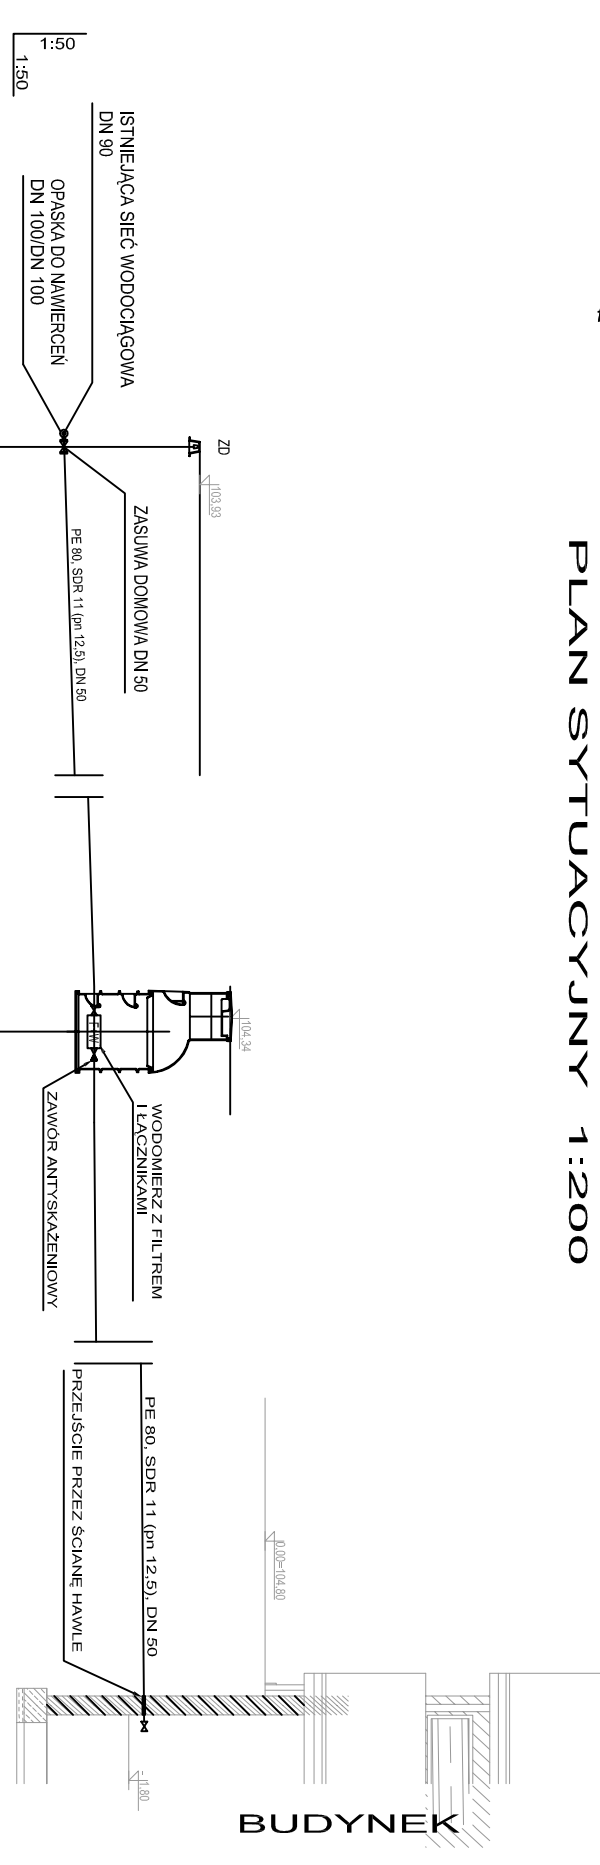 1:50
1:50
ISTNIEJĄCA SIEĆ WODOCIĄGOWA
DN 90
OPASKA DO NAWIERCEŃ
DN 100/DN 100
ZD
103,93
ZASUWA DOMOWA DN 50
PE 80, SDR 11 (pn 12,5), DN 50
PLAN SYTUACYJNY 1:200
104,34
F W
WODOMIERZ Z FILTREM
I ŁĄCZNIKAMI
ZAWÓR ANTYSKAŻENIOWY
PE 80, SDR 11 (pn 12,5), DN 50
PRZEJŚCIE PRZEZ ŚCIANĘ HAWLE
0.00=104,80
- 1,80
BUDYNEK